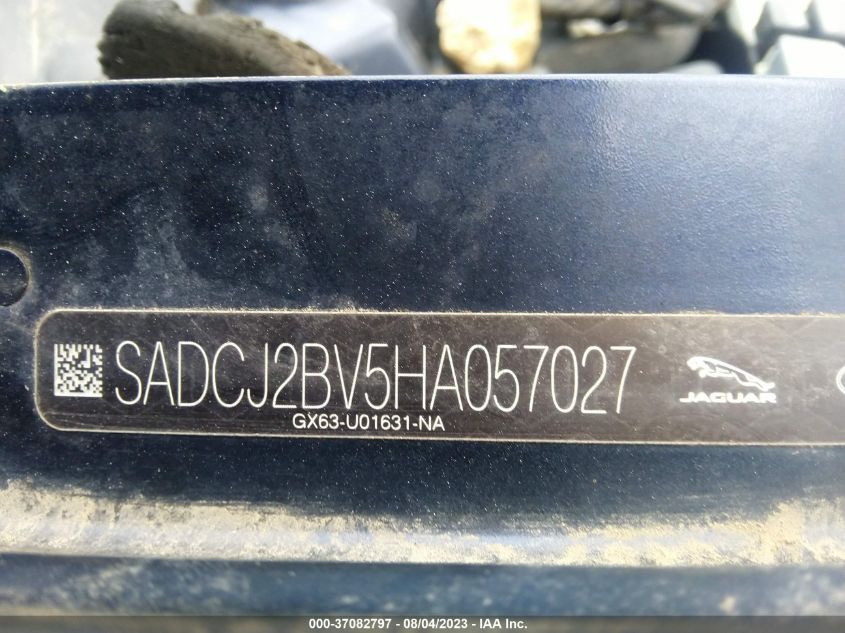 SADCJ2BV5HA057027
GX63-U01631-NA
JAGUAR
000-37082797 - 08/04/2023 - IAA Inc.